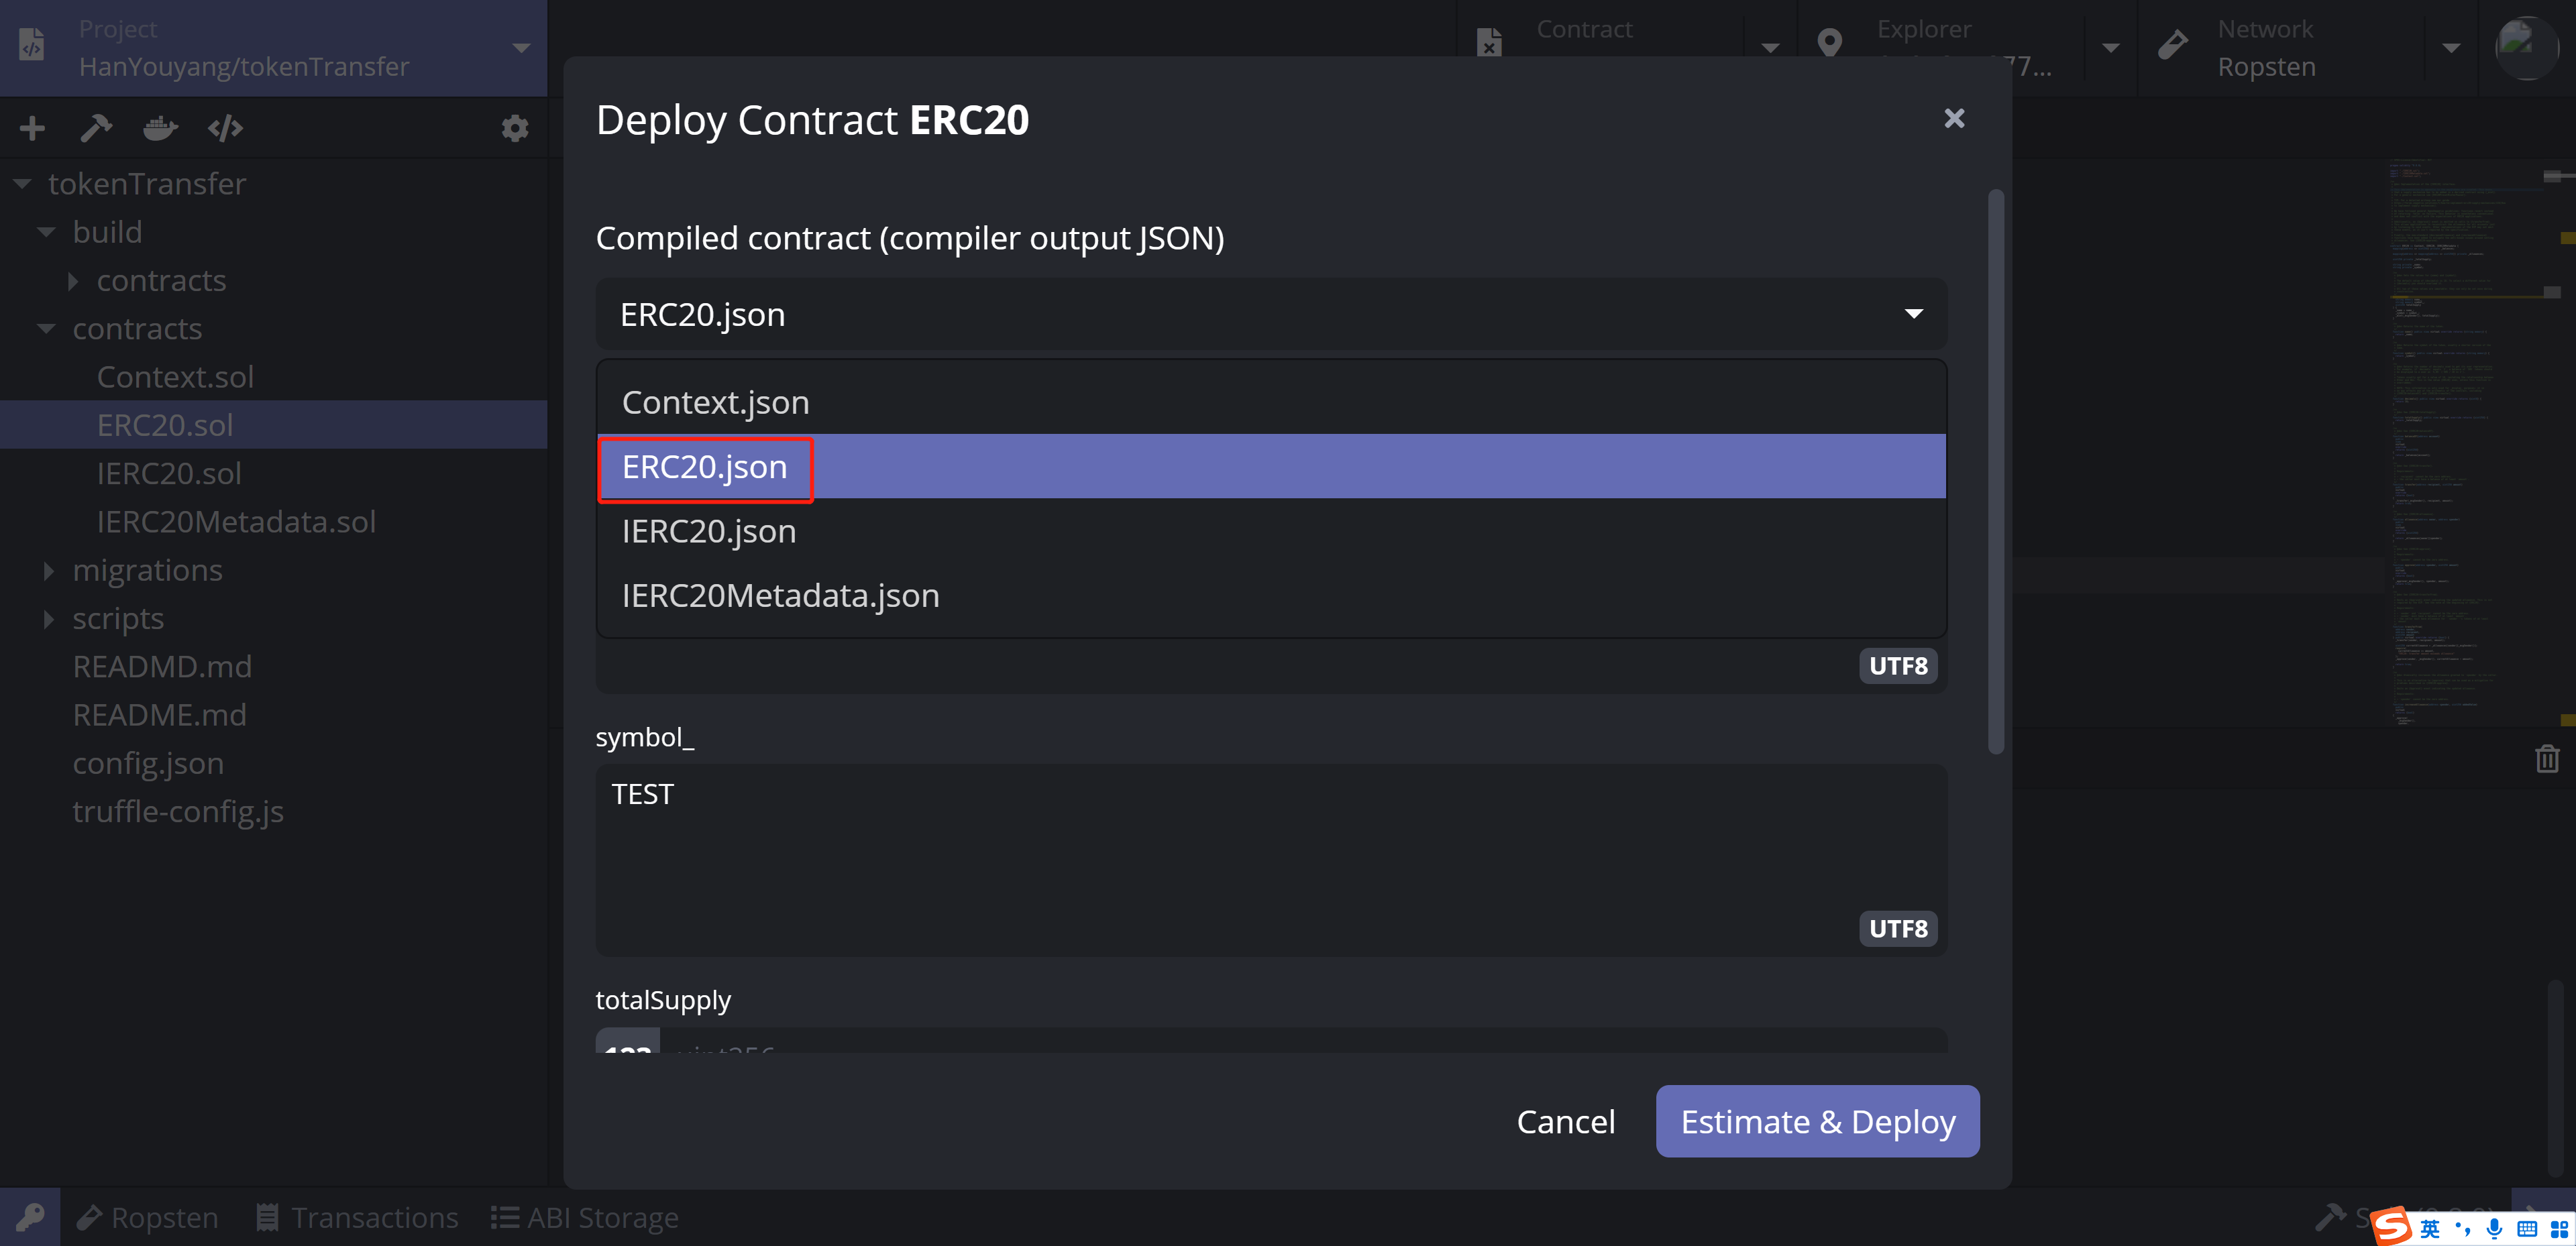 Project
HanYouyang/tokenTransfer
Contract
Explorer
77...
Network
Ropsten
tokenTransfer
build
contracts
contracts
Context.sol
ERC20.sol
IERC20.sol
IERC20Metadata.sol
migrations
scripts
READMD.md
README.md
config.json
truffle-config.js
Deploy Contract ERC20
Compiled contract (compiler output JSON)
ERC20.json
Context.json
ERC20.json
IERC20.json
IERC20Metadata.json
UTF8
symbol_
TEST
UTF8
totalSupply
123 uint256
Cancel
Estimate & Deploy
Ropsten
Transactions
ABI Storage
英